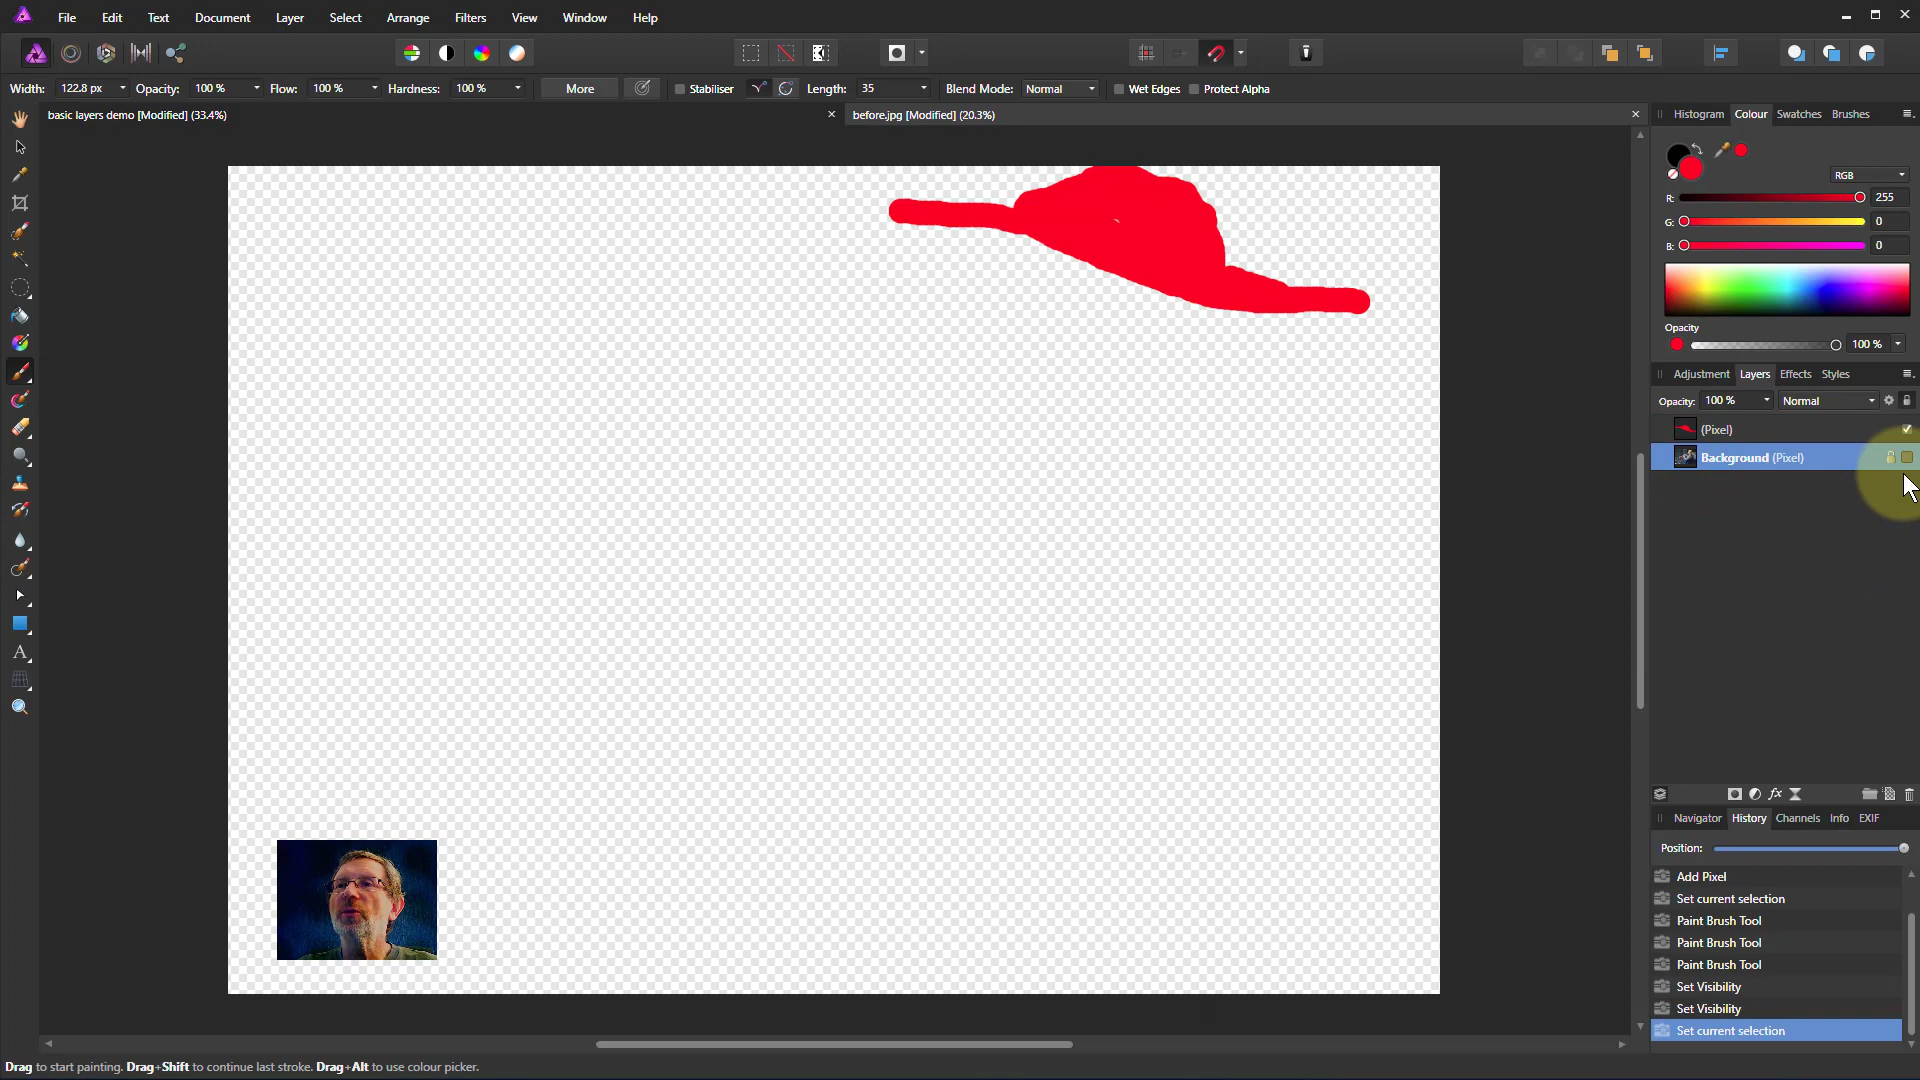 File Edit Text Document Layer Select Arrange Filters View Window Help
Width: 122.8 px Opacity: 100 % Flow: 100 % Hardness: 100 % More Stabiliser Length: 35 Blend Mode: Normal Wet Edges Protect Alpha
basic layers demo [Modified] (33.4%)
before.jpg [Modified] (20.3%)
Histogram Colour Swatches Brushes
RGB
R: 255
G: 0
B: 0
Opacity
100 %
Adjustment Layers Effects Styles
Opacity: 100 % Normal
(Pixel)
Background (Pixel)
Navigator History Channels Info EXIF
Position:
Add Pixel
Set current selection
Paint Brush Tool
Paint Brush Tool
Paint Brush Tool
Set Visibility
Set Visibility
Set current selection
Drag to start painting. Drag+Shift to continue last stroke. Drag+Alt to use colour picker.